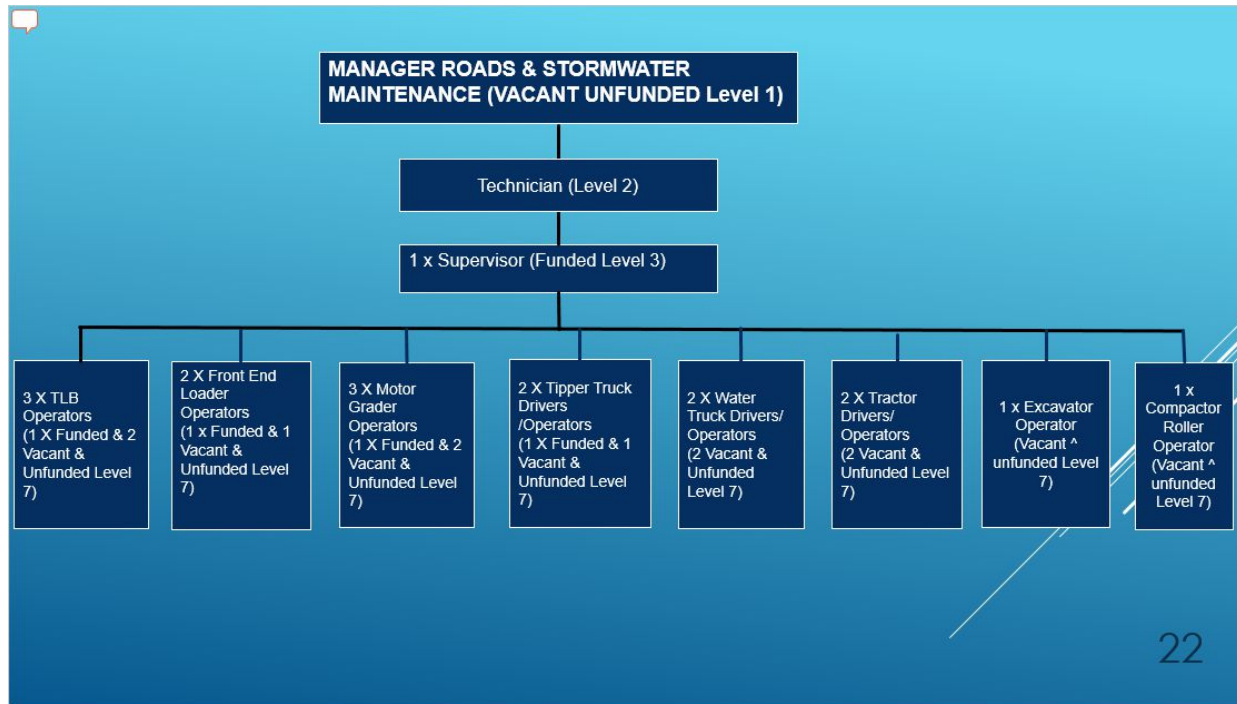 MANAGER ROADS & STORMWATER
MAINTENANCE (VACANT UNFUNDED Level 1)
Technician (Level 2)
1 x Supervisor (Funded Level 3)
3 X TLB
Operators
(1 X Funded & 2
Vacant &
Unfunded Level
7)
2 X Front End
Loader
Operators
(1 x Funded & 1
Vacant &
Unfunded Level
7)
3 X Motor
Grader
Operators
(1 X Funded & 2
Vacant &
Unfunded Level
7)
2 X Tipper Truck
Drivers
/Operators
(1 X Funded & 1
Vacant &
Unfunded Level
7)
2 X Water
Truck Drivers/
Operators
(2 Vacant &
Unfunded
Level 7)
2 X Tractor
Drivers/
Operators
(2 Vacant &
Unfunded Level
7)
1 x Excavator
Operator
(Vacant ^
unfunded Level
7)
1 x
Compactor
Roller
Operator
(Vacant ^
unfunded
Level 7)
22